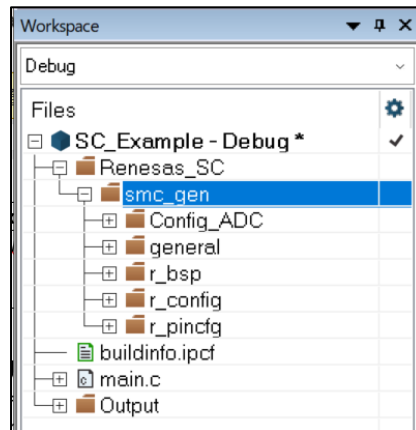 Workspace
Debug
Files
SC_Example - Debug *
Renesas_SC
smc_gen
Config_ADC
general
r_bsp
r_config
r_pincfg
buildinfo.ipcf
main.c
Output